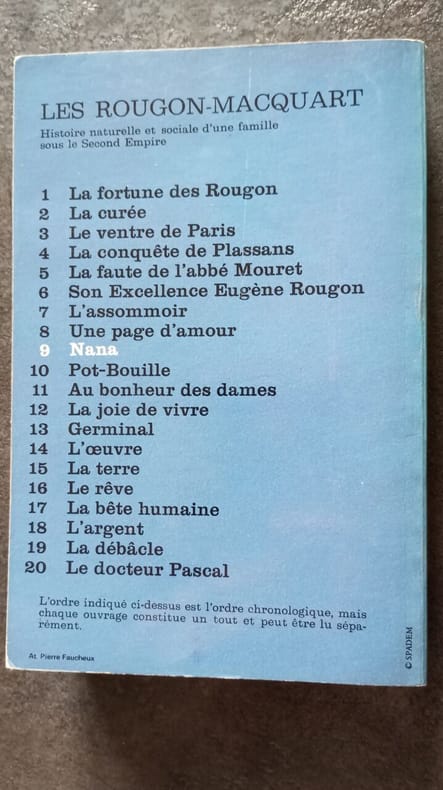 LES ROUGON-MACQUART
Histoire naturelle et sociale d'une famille
sous le Second Empire
1 La fortune des Rougon
2 La curée
3 Le ventre de Paris
4 La conquête de Plassans
5 La faute de l'abbé Mouret
6 Son Excellence Eugène Rougon
7 L'assommoir
8 Une page d'amour
9 Nana
10 Pot-Bouille
11 Au bonheur des dames
12 La joie de vivre
13 Germinal
14 L'œuvre
15 La terre
16 Le rêve
17 La bête humaine
18 L'argent
19 La débâcle
20 Le docteur Pascal
L'ordre indiqué ci-dessus est l'ordre chronologique, mais
chaque ouvrage constitue un tout et peut être lu sépa-
rément.
At. Pierre Faucheux
© SPADEM